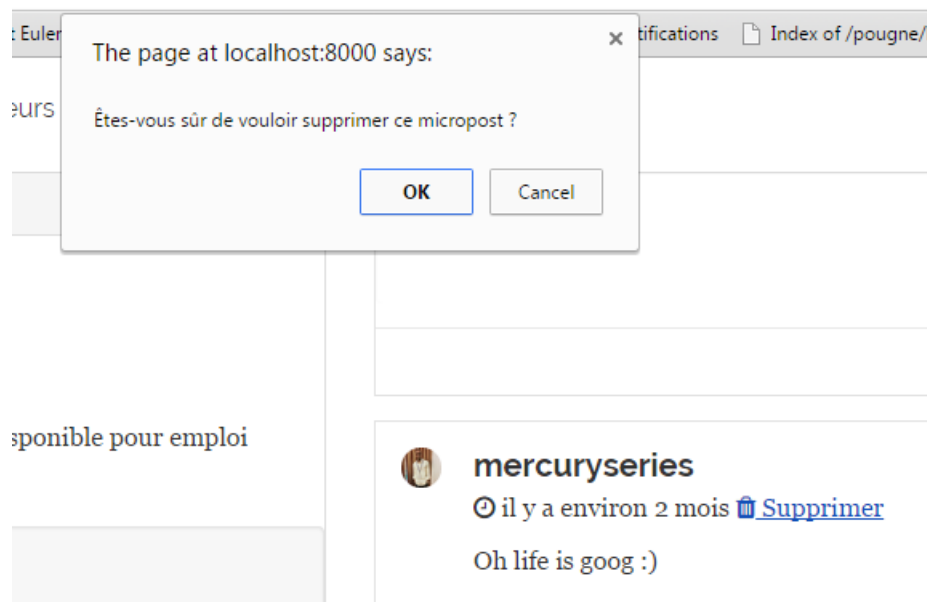 Euler
tifications
Index of /pougne/
The page at localhost:8000 says:
eurs
Êtes-vous sûr de vouloir supprimer ce micropost ?
OK
Cancel
sponible pour emploi
mercuryseries
il y a environ 2 mois Supprimer
Oh life is goog :)